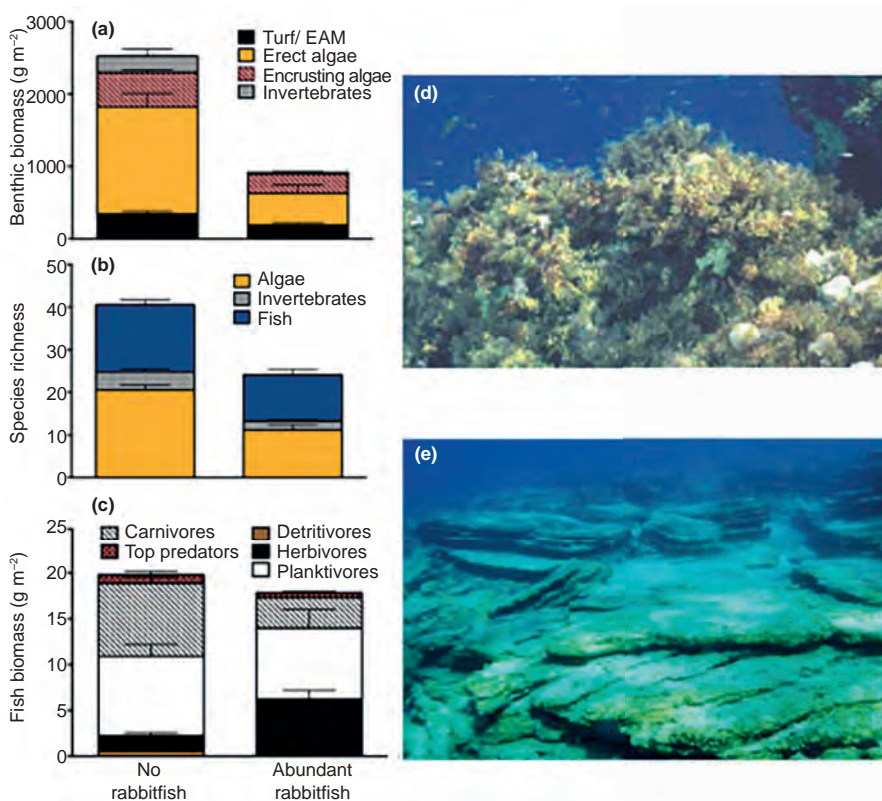 (a)
Turf/ EAM
Erect algae
Encrusting algae
Invertebrates
Benthic biomass (g m⁻²)
3000
2000
1000
0
(b)
Algae
Invertebrates
Fish
Species richness
50
40
30
20
10
0
(c)
Carnivores
Top predators
Detritivores
Herbivores
Planktivores
Fish biomass (g m⁻²)
25
20
15
10
5
0
No
rabbitfish
Abundant
rabbitfish
(d)
(e)